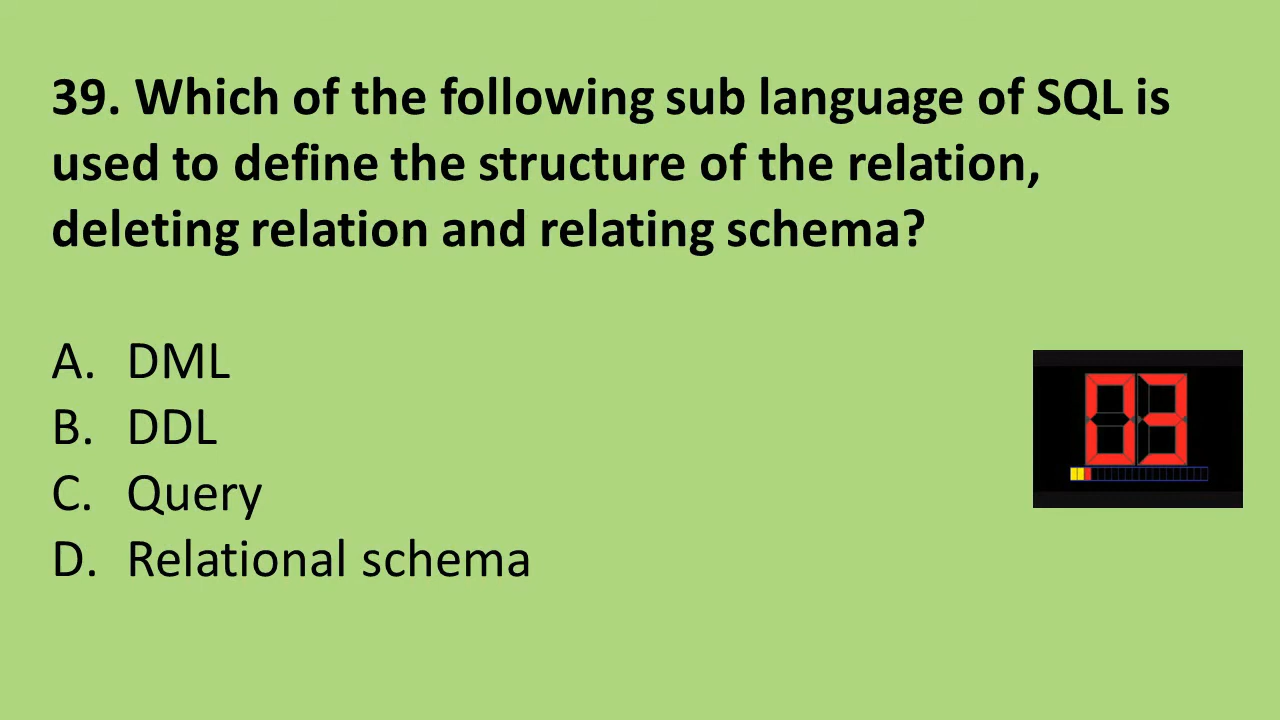 39. Which of the following sub language of SQL is
used to define the structure of the relation,
deleting relation and relating schema?
A. DML
B. DDL
C. Query
D. Relational schema
03